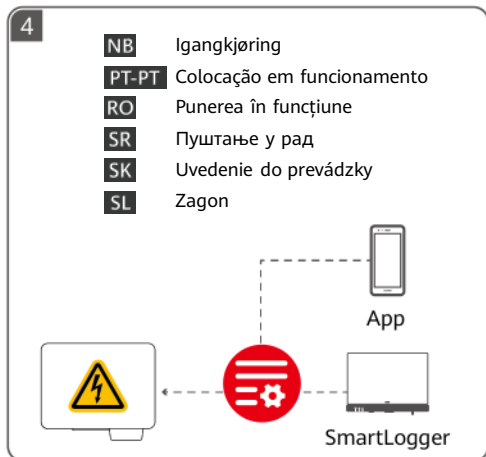 4
NB Igangkjøring
PT-PT Colocação em funcionamento
RO Punerea în funcțiune
SR Пуштање у рад
SK Uvedenie do prevádzky
SL Zagon
App
SmartLogger